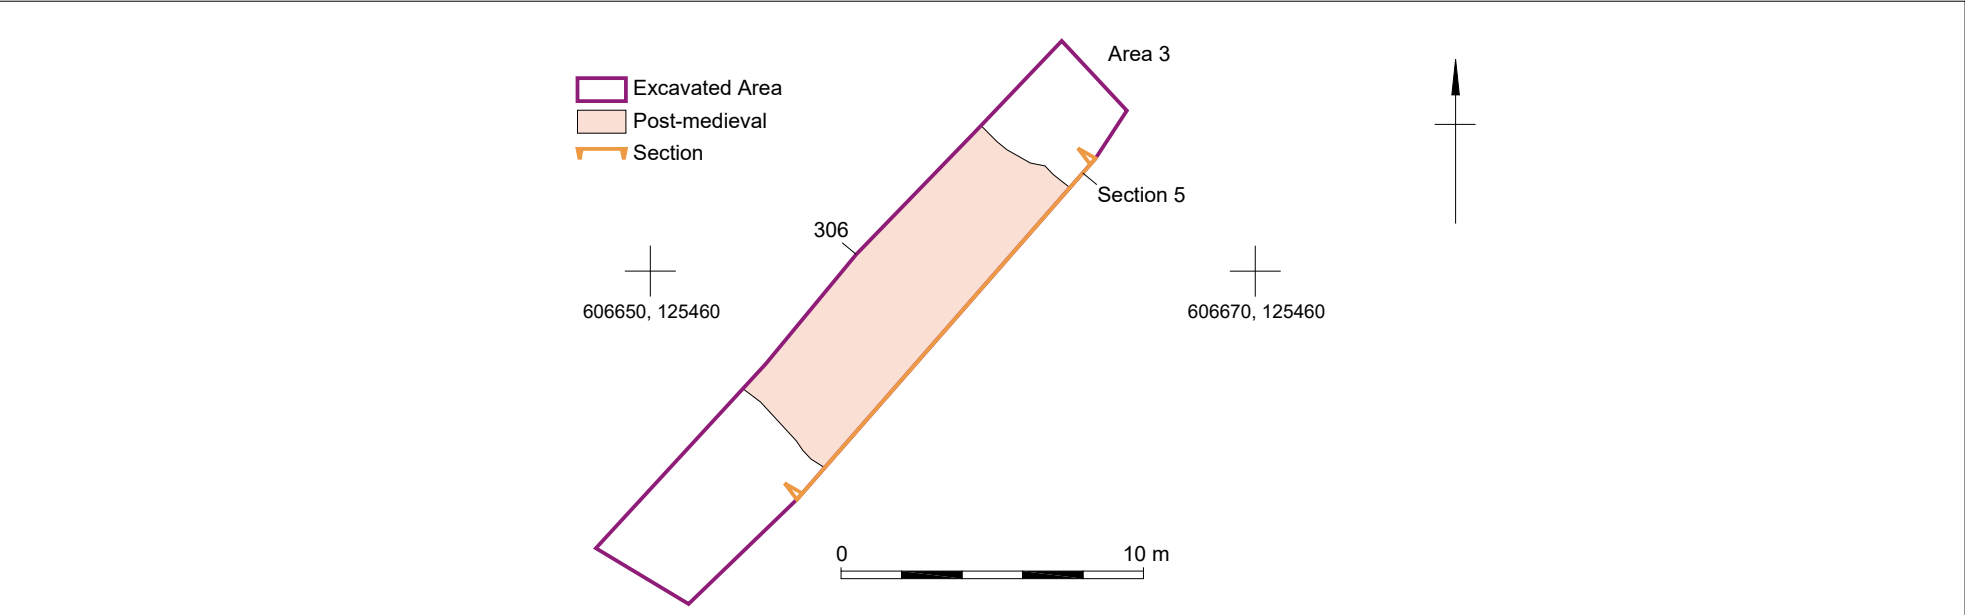 Area 3
Excavated Area
Post-medieval
Section
Section 5
306
606650, 125460
606670, 125460
0 10 m